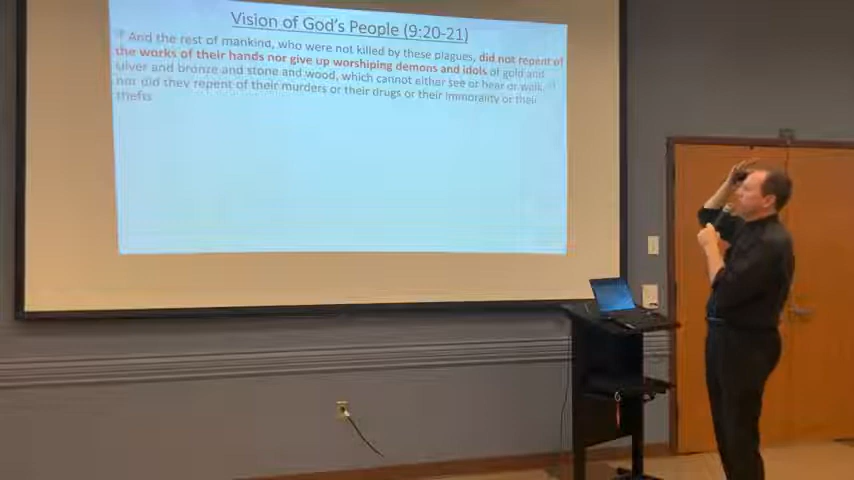 Vision of God's People (9:20-21)
And the rest of mankind, who were not killed by these plagues, did not repent of
the works of their hands nor give up worshiping demons and idols of gold and
silver and bronze and stone and wood, which cannot either see or hear or walk,
nor did they repent of their murders or their drugs or their immorality or their
thefts